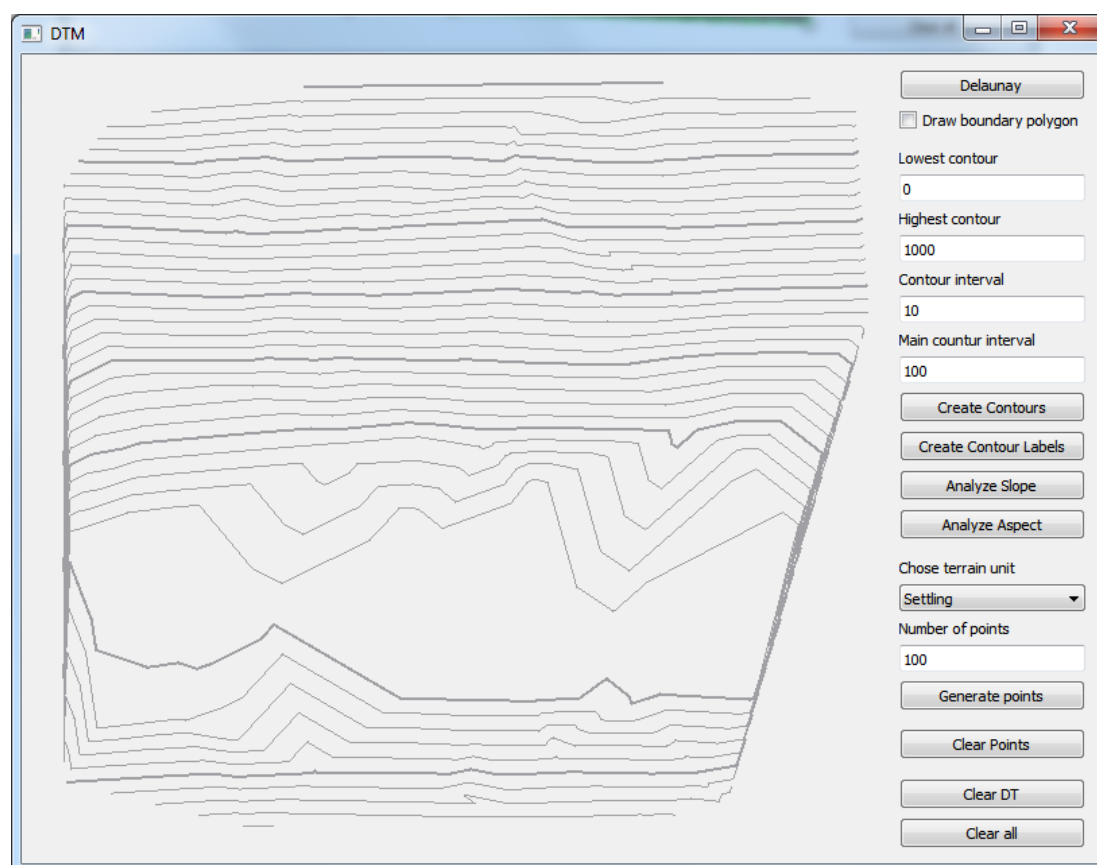 DTM
Delaunay
Draw boundary polygon
Lowest contour
0
Highest contour
1000
Contour interval
10
Main countur interval
100
Create Contours
Create Contour Labels
Analyze Slope
Analyze Aspect
Chose terrain unit
Settling
Number of points
100
Generate points
Clear Points
Clear DT
Clear all